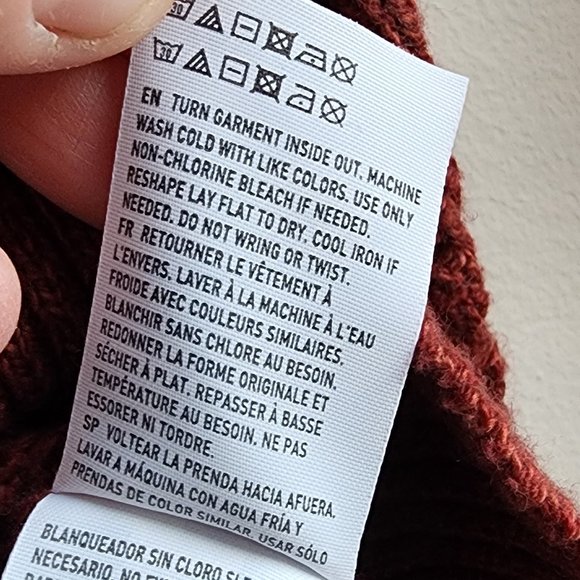 30
30
EN TURN GARMENT INSIDE OUT. MACHINE
WASH COLD WITH LIKE COLORS. USE ONLY
NON-CHLORINE BLEACH IF NEEDED.
RESHAPE LAY FLAT TO DRY. COOL IRON IF
NEEDED. DO NOT WRING OR TWIST.
FR RETOURNER LE VÊTEMENT À
L'ENVERS. LAVER À LA MACHINE À L'EAU
FROIDE AVEC COULEURS SIMILAIRES.
BLANCHIR SANS CHLORE AU BESOIN.
REDONNER LA FORME ORIGINALE ET
SÉCHER À PLAT. REPASSER À BASSE
TEMPÉRATURE AU BESOIN. NE PAS
ESSORER NI TORDRE.
SP VOLTEAR LA PRENDA HACIA AFUERA.
LAVAR A MÁQUINA CON AGUA FRÍA Y
PRENDAS DE COLOR SIMILAR. USAR SÓLO
BLANQUEADOR SIN CLORO
NECESARIO. NO